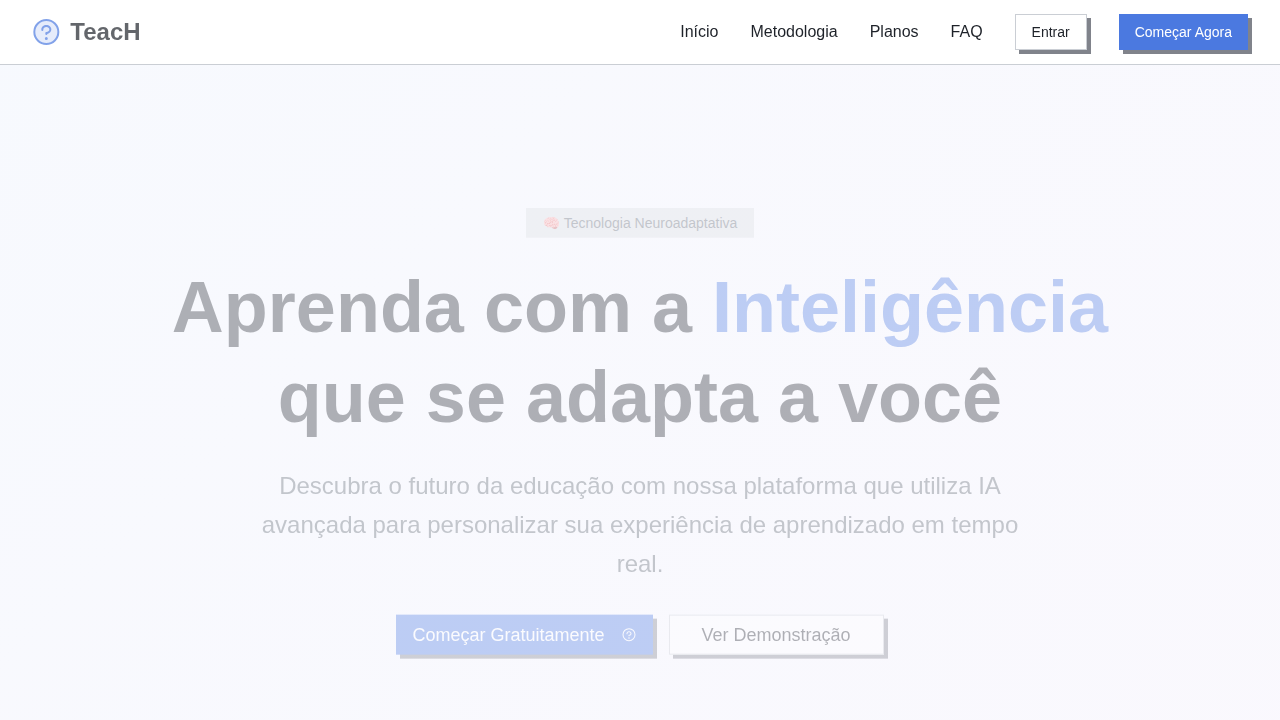 TeacH
Início
Metodologia
Planos
FAQ
Entrar
Começar Agora
🧠 Tecnologia Neuroadaptativa
Aprenda com a Inteligência
que se adapta a você
Descubra o futuro da educação com nossa plataforma que utiliza IA
avançada para personalizar sua experiência de aprendizado em tempo
real.
Começar Gratuitamente
Ver Demonstração